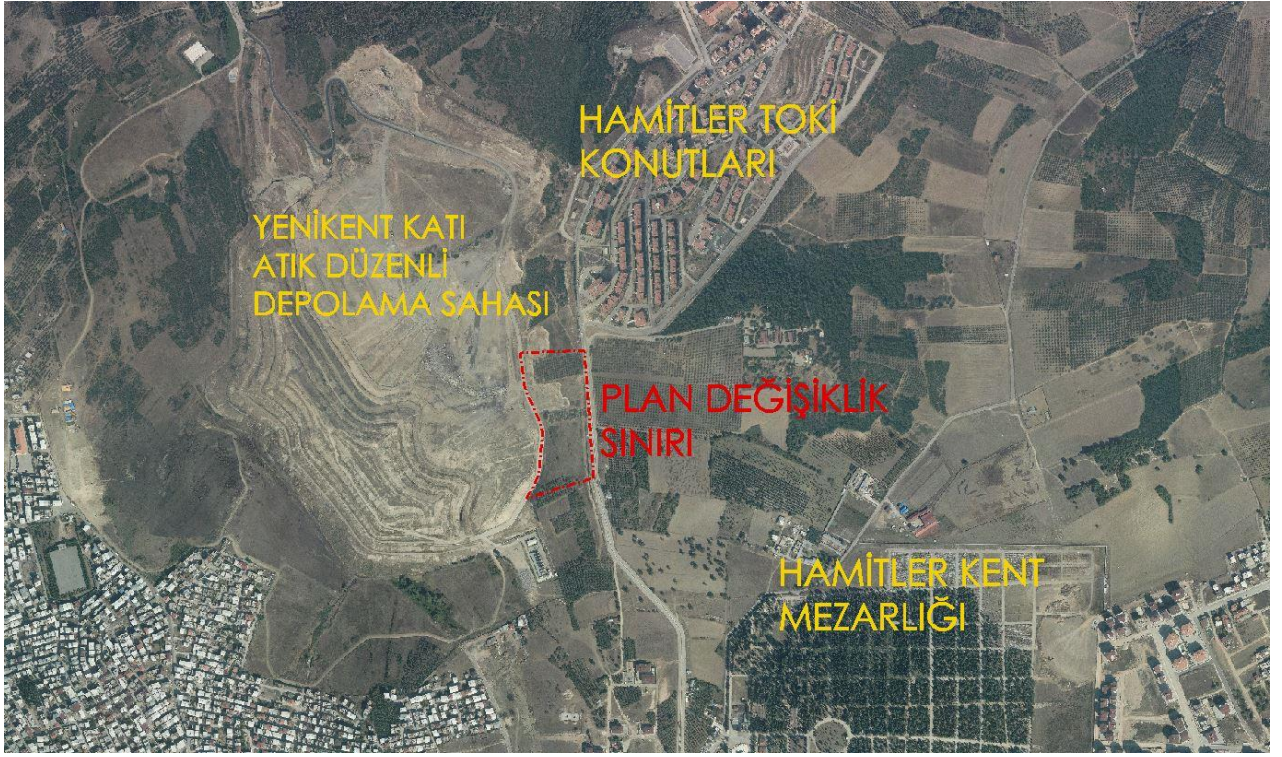 HAMİTLER TOKİ
KONUTLARI
YENİKENT KATI
ATIK DÜZENLİ
DEPOLAMA SAHASI
PLAN DEĞİŞİKLİK
SINIRI
HAMİTLER KENT
MEZARLIĞI